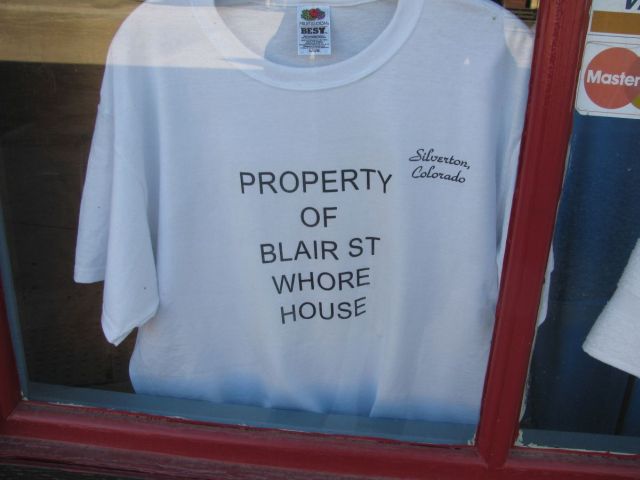 BEST
Silverton,
Colorado
PROPERTY
OF
BLAIR ST
WHORE
HOUSE
Master